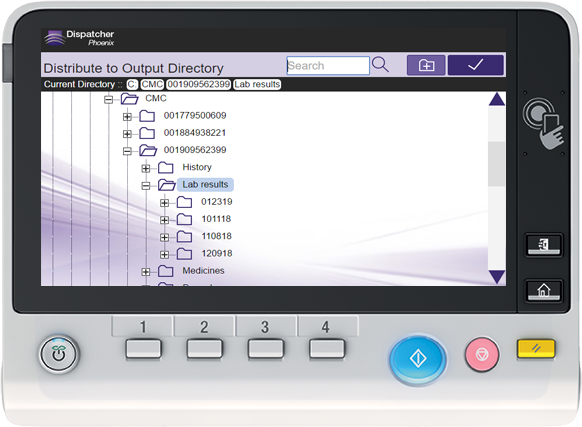 Dispatcher
Phoenix
Distribute to Output Directory
Search
Current Directory :: C: CMC 001909562399 Lab results
CMC
001779500609
001884938221
001909562399
History
Lab results
012319
101118
110818
120918
Medicines
1 2 3 4